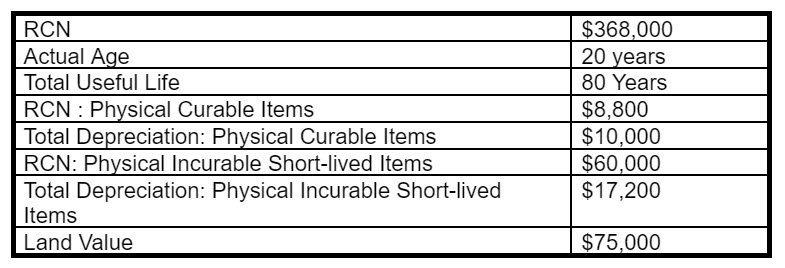 RCN $368,000
Actual Age 20 years
Total Useful Life 80 Years
RCN : Physical Curable Items $8,800
Total Depreciation: Physical Curable Items $10,000
RCN: Physical Incurable Short-lived Items $60,000
Total Depreciation: Physical Incurable Short-lived $17,200
Items
Land Value $75,000